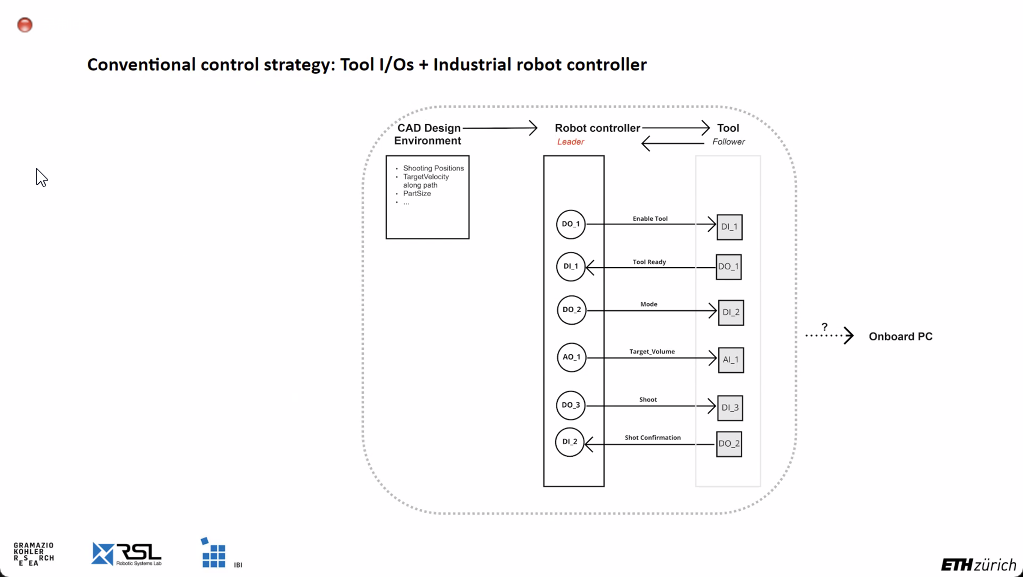 Conventional control strategy: Tool I/Os + Industrial robot controller
CAD Design
Environment
Robot controller
Leader
Tool
Follower
• Shooting Positions
• TargetVelocity
along path
• PartSize
• ...
DO_1
Enable Tool
DI_1
DI_1
Tool Ready
DO_1
DO_2
Mode
DI_2
AO_1
Target_Volume
AI_1
DO_3
Shoot
DI_3
DI_2
Shot Confirmation
DO_2
?
Onboard PC
GRAMAZIO
KOHLER
RESEARCH
RSL
Robotic Systems Lab
IBI
ETH zürich